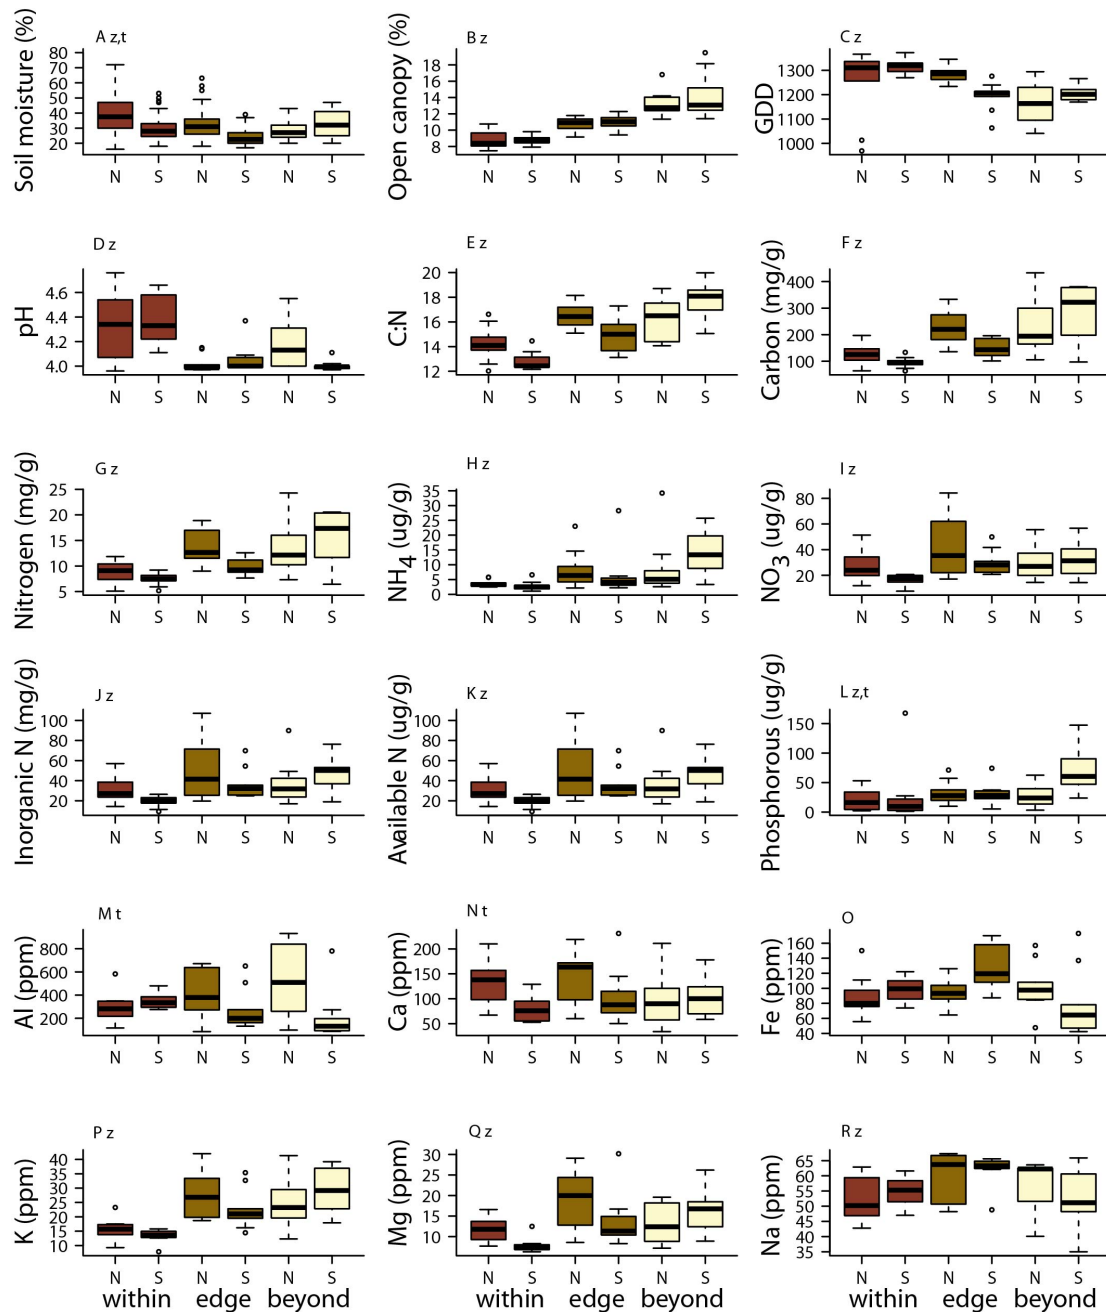 A z,t
Soil moisture (%)
80
70
60
50
40
30
20
N S N S N S
B z
Open canopy (%)
18
16
14
12
10
8
N S N S N S
C z
GDD
1300
1200
1100
1000
N S N S N S
D z
pH
4.6
4.4
4.2
4.0
N S N S N S
E z
C:N
20
18
16
14
12
N S N S N S
F z
Carbon (mg/g)
400
300
200
100
N S N S N S
G z
Nitrogen (mg/g)
25
20
15
10
5
N S N S N S
H z
NH4 (ug/g)
35
30
25
20
15
10
5
0
N S N S N S
I z
NO3 (ug/g)
80
60
40
20
N S N S N S
J z
Inorganic N (mg/g)
100
80
60
40
20
N S N S N S
K z
Available N (ug/g)
100
80
60
40
20
N S N S N S
L z,t
Phosphorous (ug/g)
150
100
50
0
N S N S N S
M t
Al (ppm)
800
600
400
200
N S N S N S
N t
Ca (ppm)
200
150
100
50
N S N S N S
O
Fe (ppm)
160
140
120
100
80
60
40
N S N S N S
P z
K (ppm)
40
35
30
25
20
15
10
N S N S N S
within edge beyond
Q z
Mg (ppm)
30
25
20
15
10
N S N S N S
within edge beyond
R z
Na (ppm)
65
60
55
50
45
40
35
N S N S N S
within edge beyond